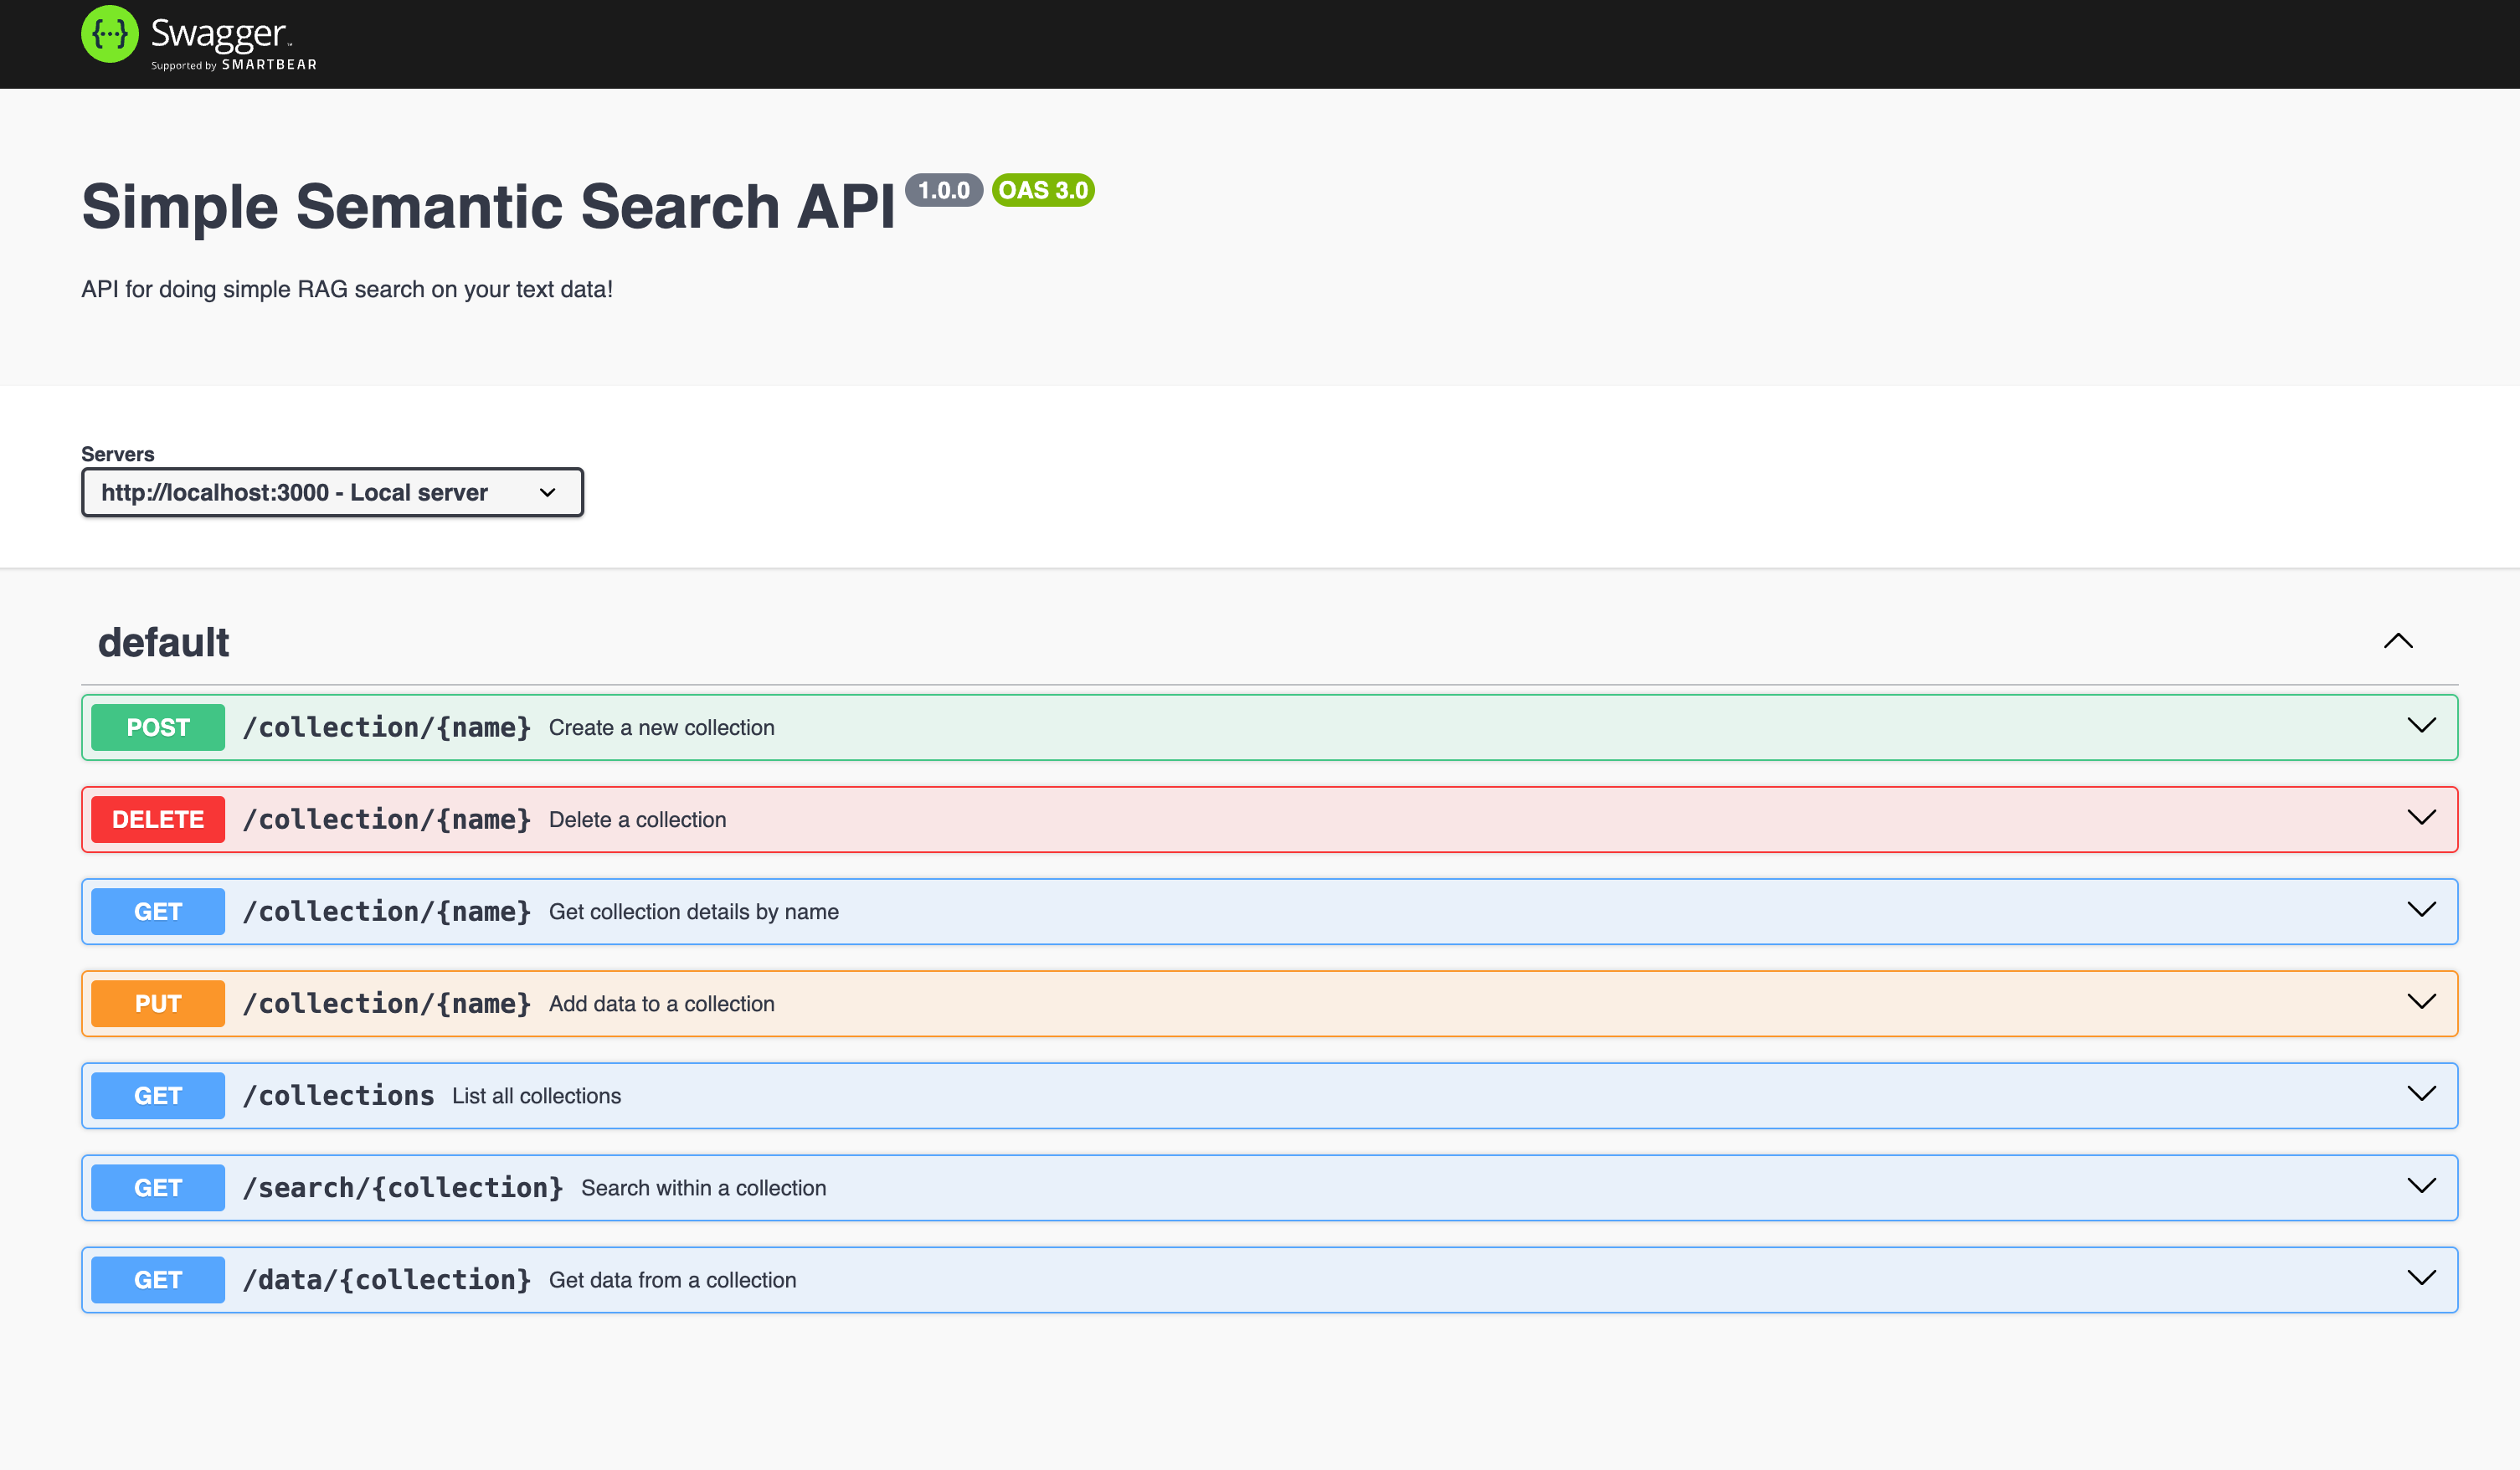 {···} Swagger™
Supported by SMARTBEAR
Simple Semantic Search API 1.0.0 OAS 3.0
API for doing simple RAG search on your text data!
Servers
http://localhost:3000 - Local server
default
POST /collection/{name} Create a new collection
DELETE /collection/{name} Delete a collection
GET /collection/{name} Get collection details by name
PUT /collection/{name} Add data to a collection
GET /collections List all collections
GET /search/{collection} Search within a collection
GET /data/{collection} Get data from a collection